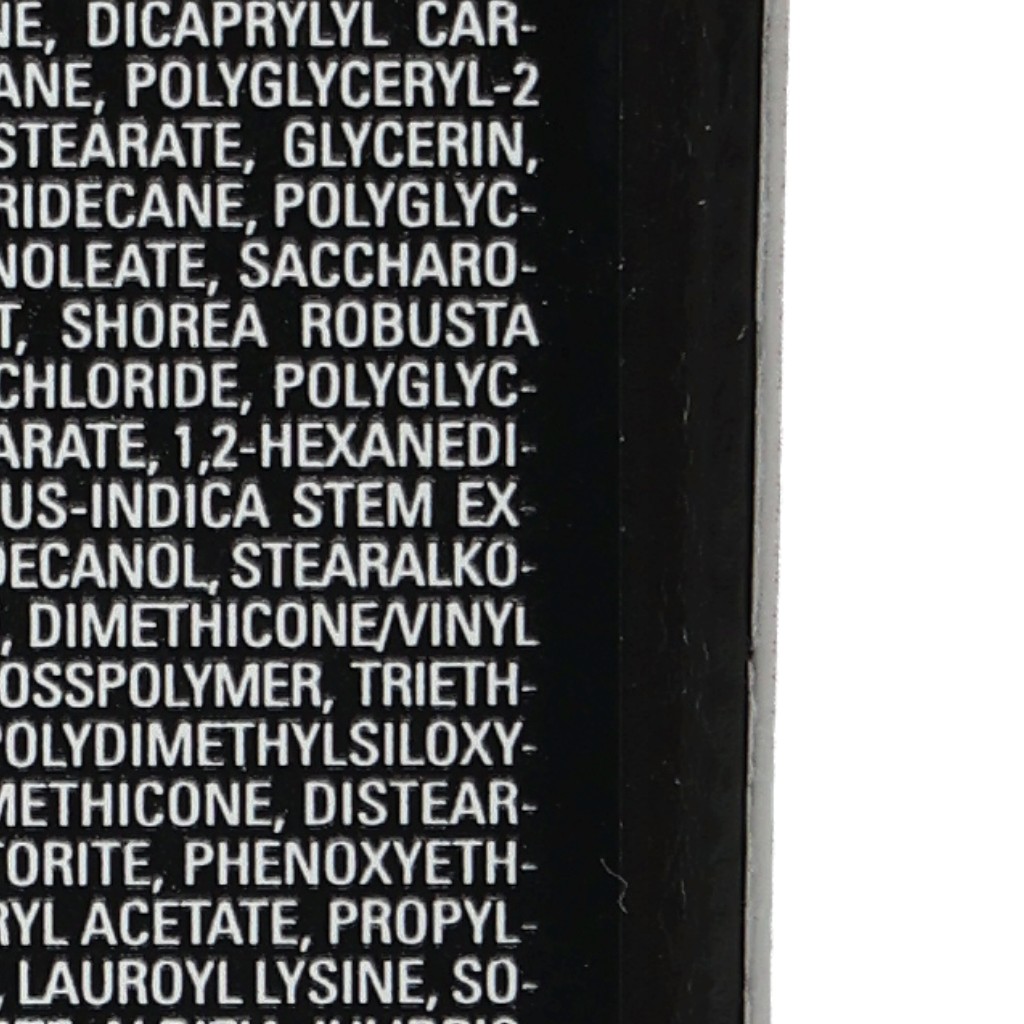 NE, DICAPRYLYL CAR-
ANE, POLYGLYCERYL-2
STEARATE, GLYCERIN,
RIDECANE, POLYGLYC-
NOLEATE, SACCHARO-
T, SHOREA ROBUSTA
CHLORIDE, POLYGLYC-
ARATE, 1,2-HEXANEDI-
US-INDICA STEM EX-
DECANOL, STEARALKO-
, DIMETHICONE/VINYL
OSSPOLYMER, TRIETH-
POLYDIMETHYLSILOXY-
METHICONE, DISTEAR-
TORITE, PHENOXYETH-
RYL ACETATE, PROPYL-
, LAUROYL LYSINE, SO-